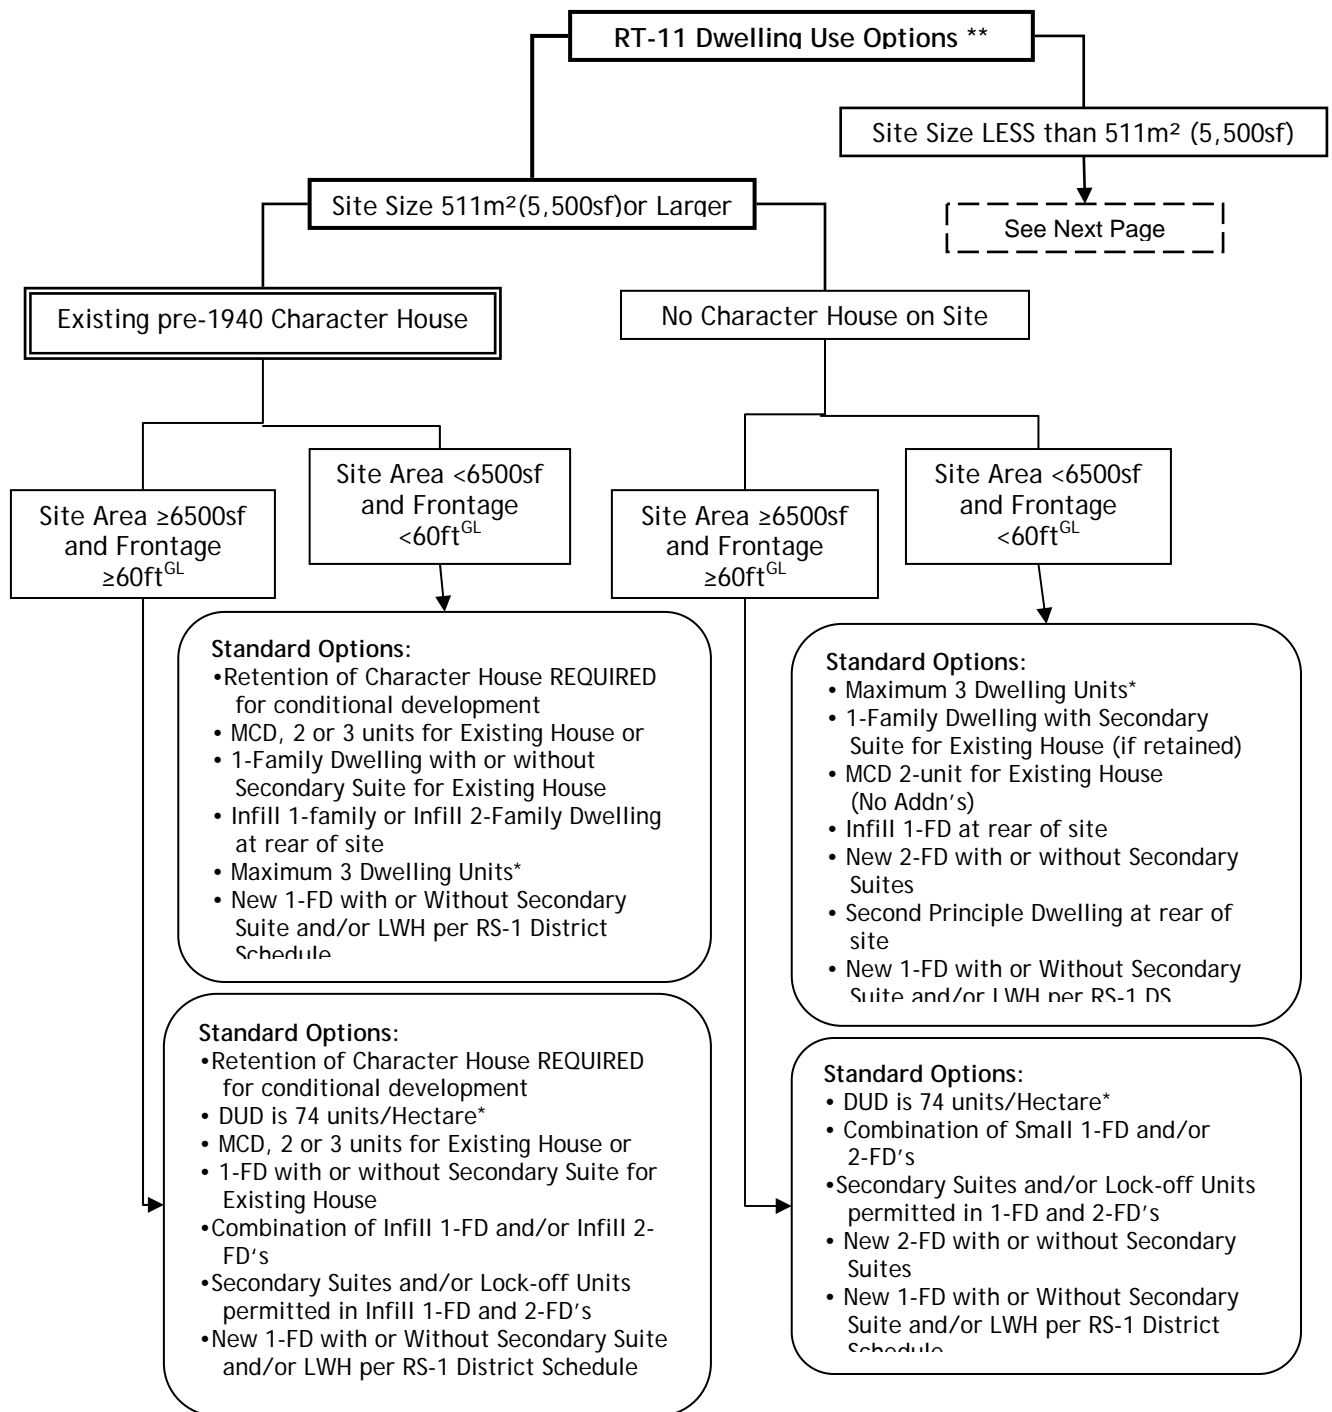 RT-11 Dwelling Use Options **
Site Size LESS than 511m² (5,500sf)
See Next Page
Site Size 511m²(5,500sf)or Larger
Existing pre-1940 Character House
No Character House on Site
Site Area ≥6500sf
and Frontage
≥60ftGL
Site Area <6500sf
and Frontage
<60ftGL
Site Area ≥6500sf
and Frontage
≥60ftGL
Site Area <6500sf
and Frontage
<60ftGL
Standard Options:
•Retention of Character House REQUIRED
for conditional development
• MCD, 2 or 3 units for Existing House or
• 1-Family Dwelling with or without
Secondary Suite for Existing House
• Infill 1-family or Infill 2-Family Dwelling
at rear of site
• Maximum 3 Dwelling Units*
• New 1-FD with or Without Secondary
Suite and/or LWH per RS-1 District
Schedule
Standard Options:
• Maximum 3 Dwelling Units*
• 1-Family Dwelling with Secondary
Suite for Existing House (if retained)
• MCD 2-unit for Existing House
(No Addn's)
• Infill 1-FD at rear of site
• New 2-FD with or without Secondary
Suites
• Second Principle Dwelling at rear of
site
• New 1-FD with or Without Secondary
Suite and/or LWH per RS-1 DS
Standard Options:
•Retention of Character House REQUIRED
for conditional development
• DUD is 74 units/Hectare*
• MCD, 2 or 3 units for Existing House or
• 1-FD with or without Secondary Suite for
Existing House
•Combination of Infill 1-FD and/or Infill 2-
FD's
•Secondary Suites and/or Lock-off Units
permitted in Infill 1-FD and 2-FD's
•New 1-FD with or Without Secondary Suite
and/or LWH per RS-1 District Schedule
Standard Options:
• DUD is 74 units/Hectare*
• Combination of Small 1-FD and/or
2-FD's
•Secondary Suites and/or Lock-off Units
permitted in 1-FD and 2-FD's
• New 2-FD with or without Secondary
Suites
• New 1-FD with or Without Secondary
Suite and/or LWH per RS-1 District
Schedule